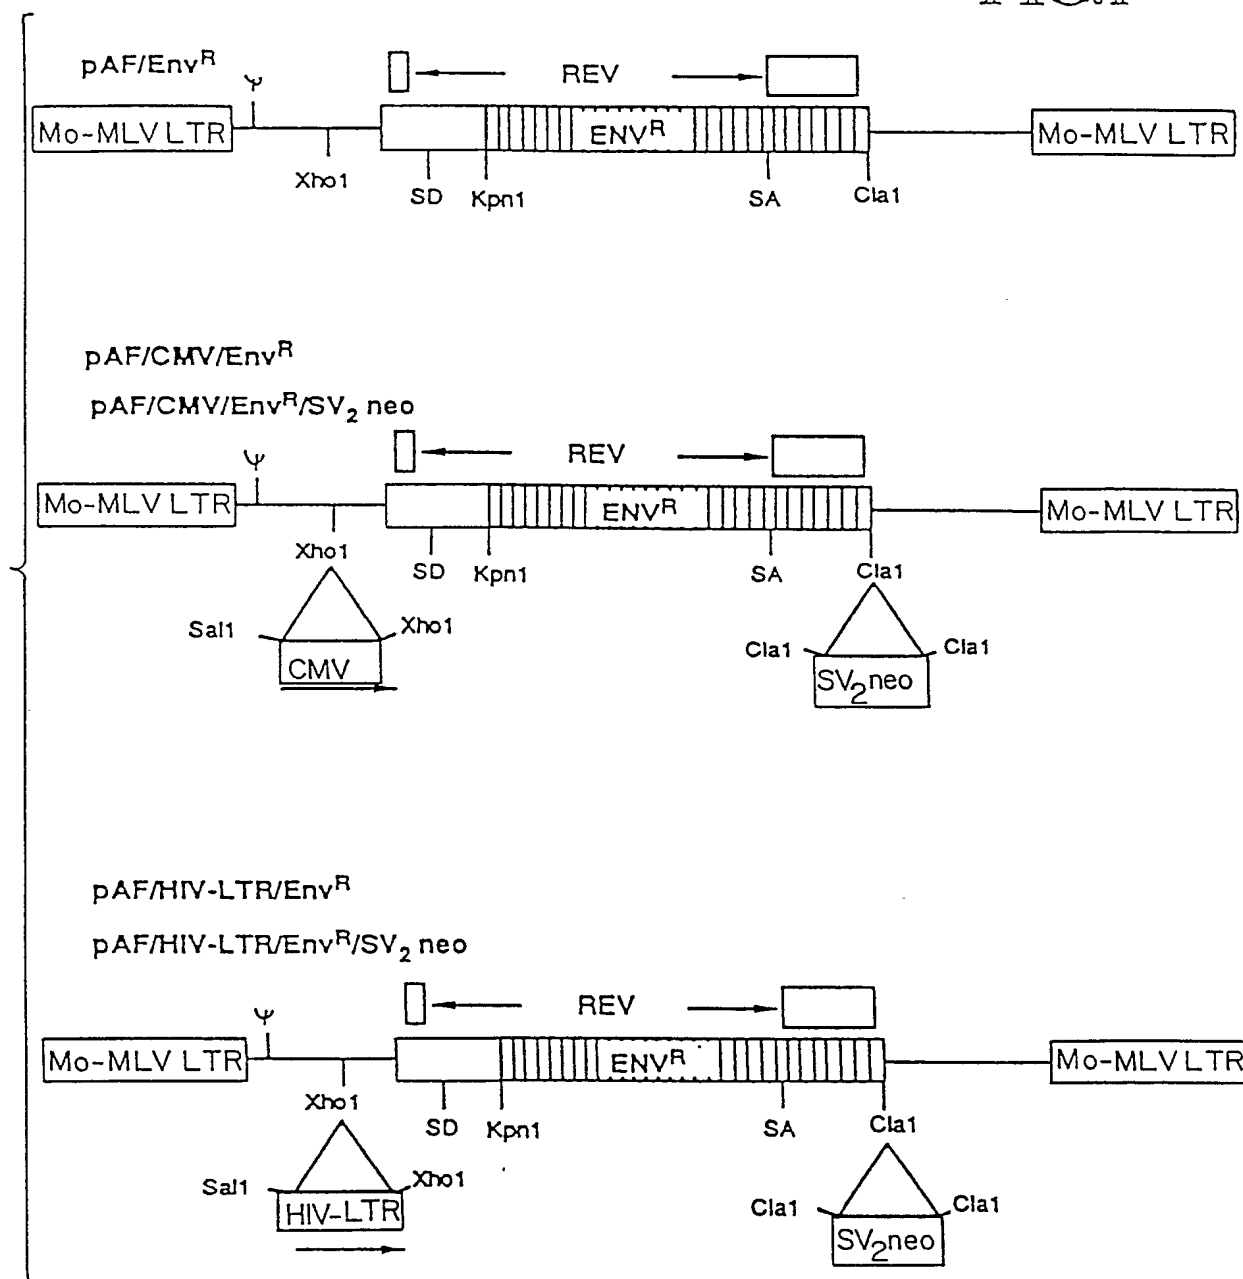 pAF/Env^R
REV
Ψ
Mo-MLV LTR
ENV^R
Mo-MLV LTR
Xho1
SD
Kpn1
SA
Cla1
pAF/CMV/Env^R
pAF/CMV/Env^R/SV₂ neo
REV
Ψ
Mo-MLV LTR
ENV^R
Mo-MLV LTR
Xho1
SD
Kpn1
SA
Cla1
Sal1
Xho1
Cla1
Cla1
CMV
SV₂neo
pAF/HIV-LTR/Env^R
pAF/HIV-LTR/Env^R/SV₂ neo
REV
Ψ
Mo-MLV LTR
ENV^R
Mo-MLV LTR
Xho1
SD
Kpn1
SA
Cla1
Sal1
Xho1
Cla1
Cla1
HIV-LTR
SV₂neo